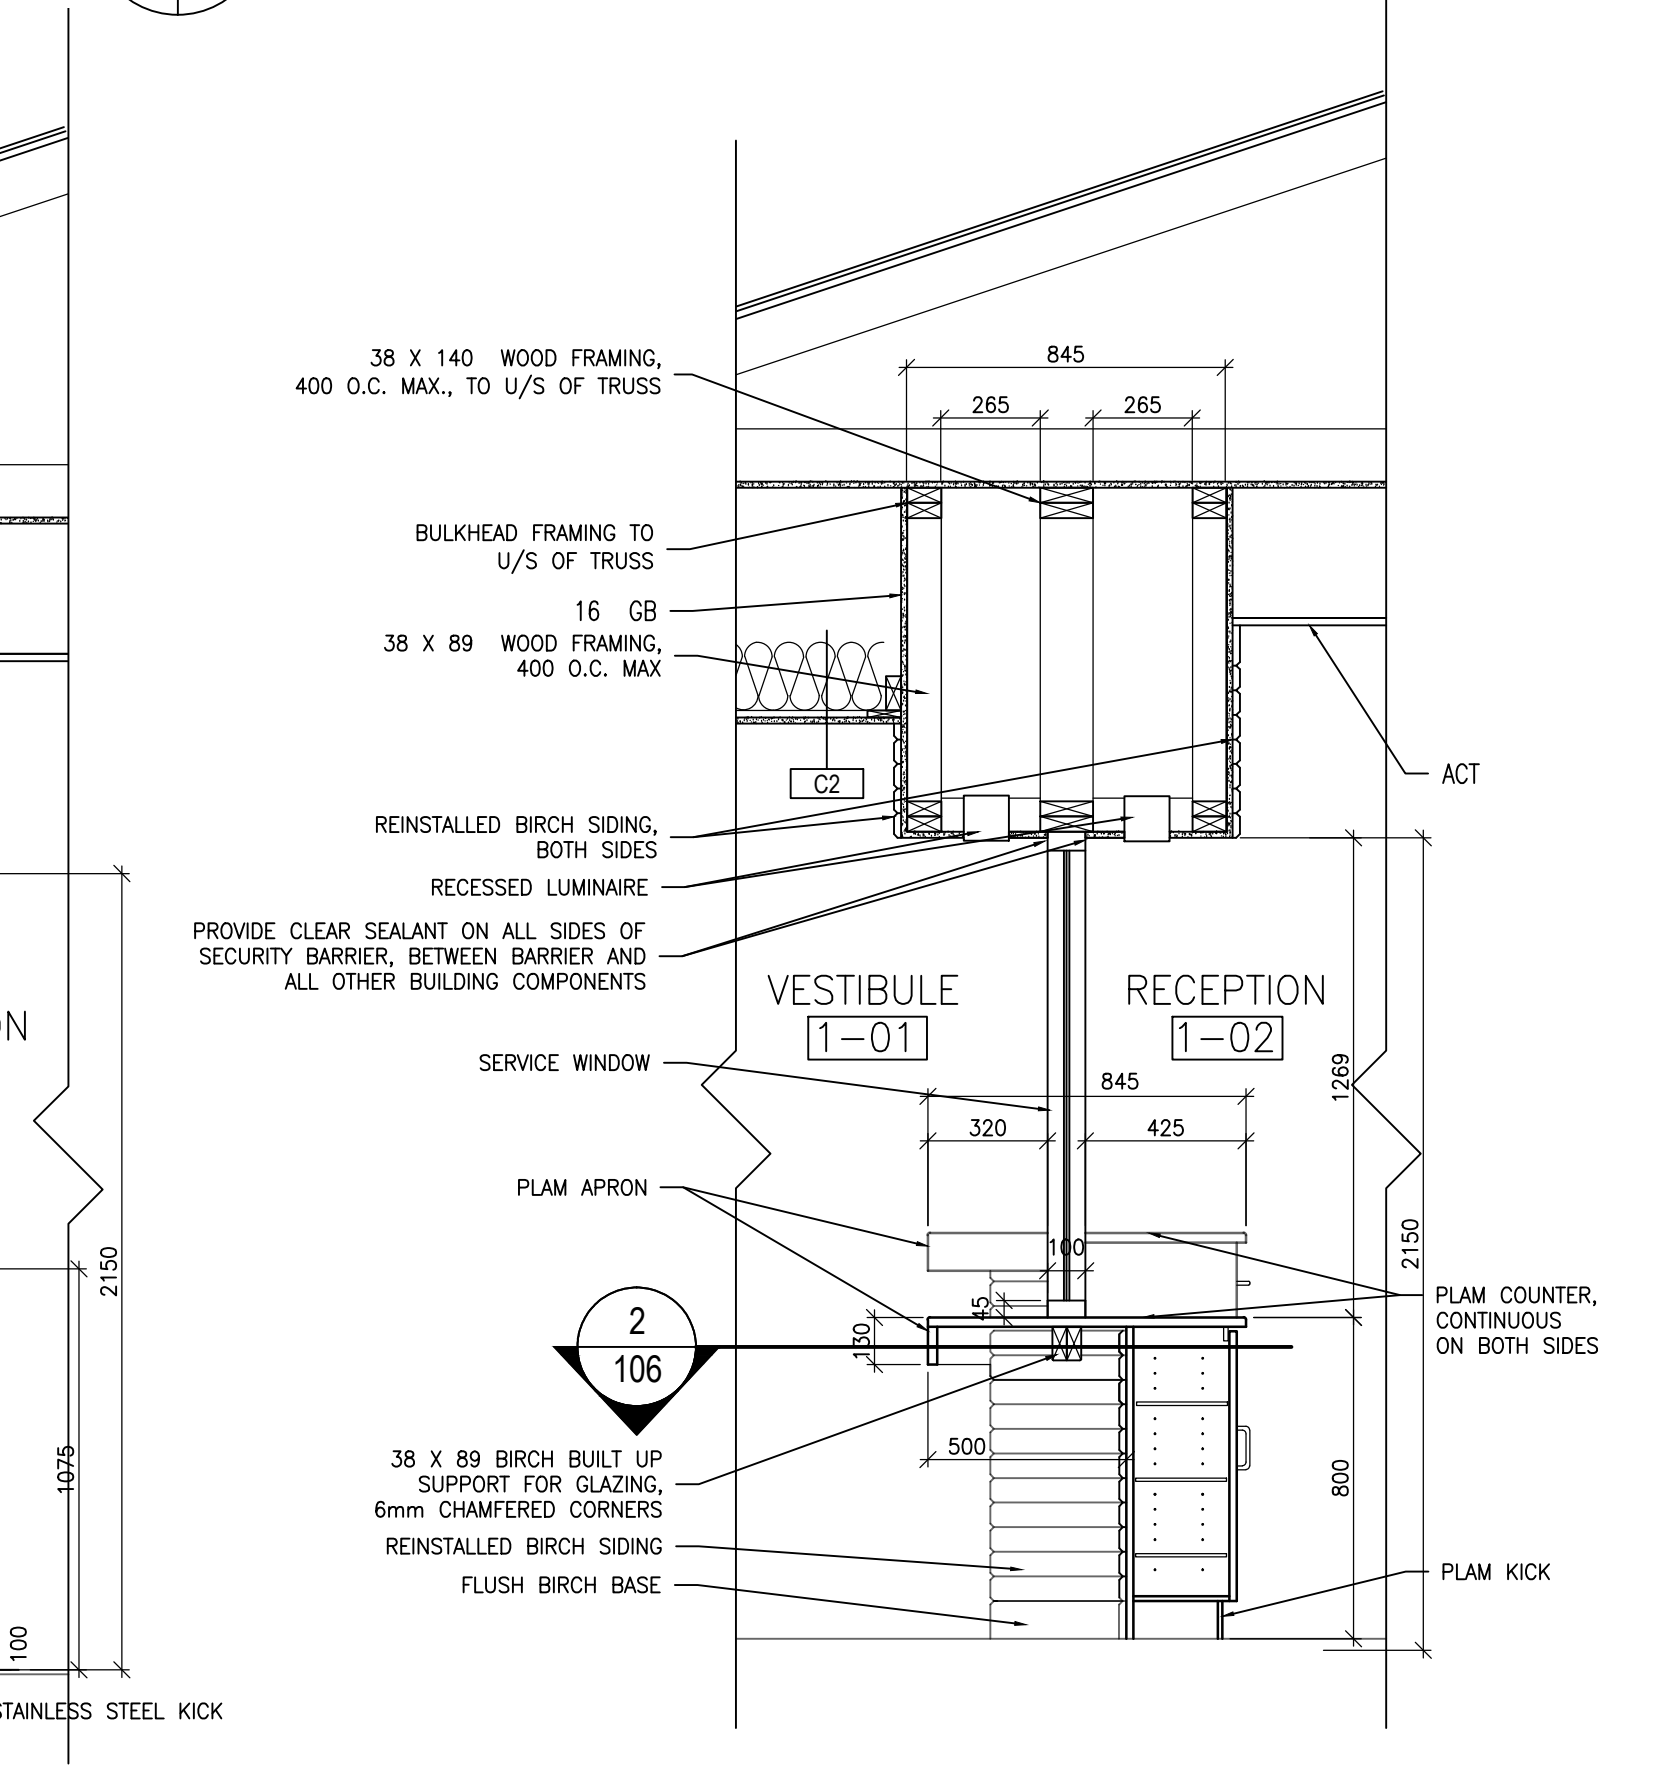 38 X 140 WOOD FRAMING,
400 O.C. MAX., TO U/S OF TRUSS
845
265
265
BULKHEAD FRAMING TO
U/S OF TRUSS
16 GB
38 X 89 WOOD FRAMING,
400 O.C. MAX
C2
ACT
REINSTALLED BIRCH SIDING,
BOTH SIDES
RECESSED LUMINAIRE
PROVIDE CLEAR SEALANT ON ALL SIDES OF
SECURITY BARRIER, BETWEEN BARRIER AND
ALL OTHER BUILDING COMPONENTS
VESTIBULE
1-01
RECEPTION
1-02
ON
SERVICE WINDOW
1269
845
320
425
PLAM APRON
2150
2150
100
45
130
PLAM COUNTER,
CONTINUOUS
ON BOTH SIDES
2
106
500
800
1075
38 X 89 BIRCH BUILT UP
SUPPORT FOR GLAZING,
6mm CHAMFERED CORNERS
REINSTALLED BIRCH SIDING
FLUSH BIRCH BASE
PLAM KICK
100
STAINLESS STEEL KICK